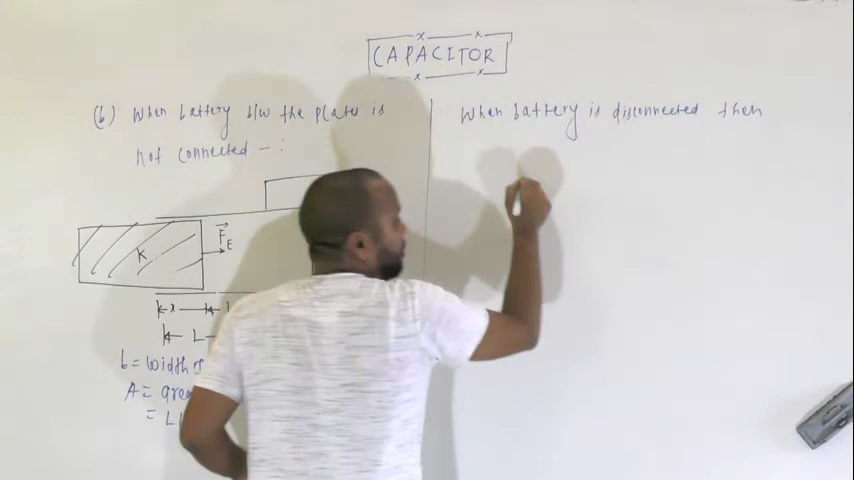 CAPACITOR
(b) When battery b/w the plates is
not connected - :
When battery is disconnected then
K
F E
x
L
b = width
A = area
= L